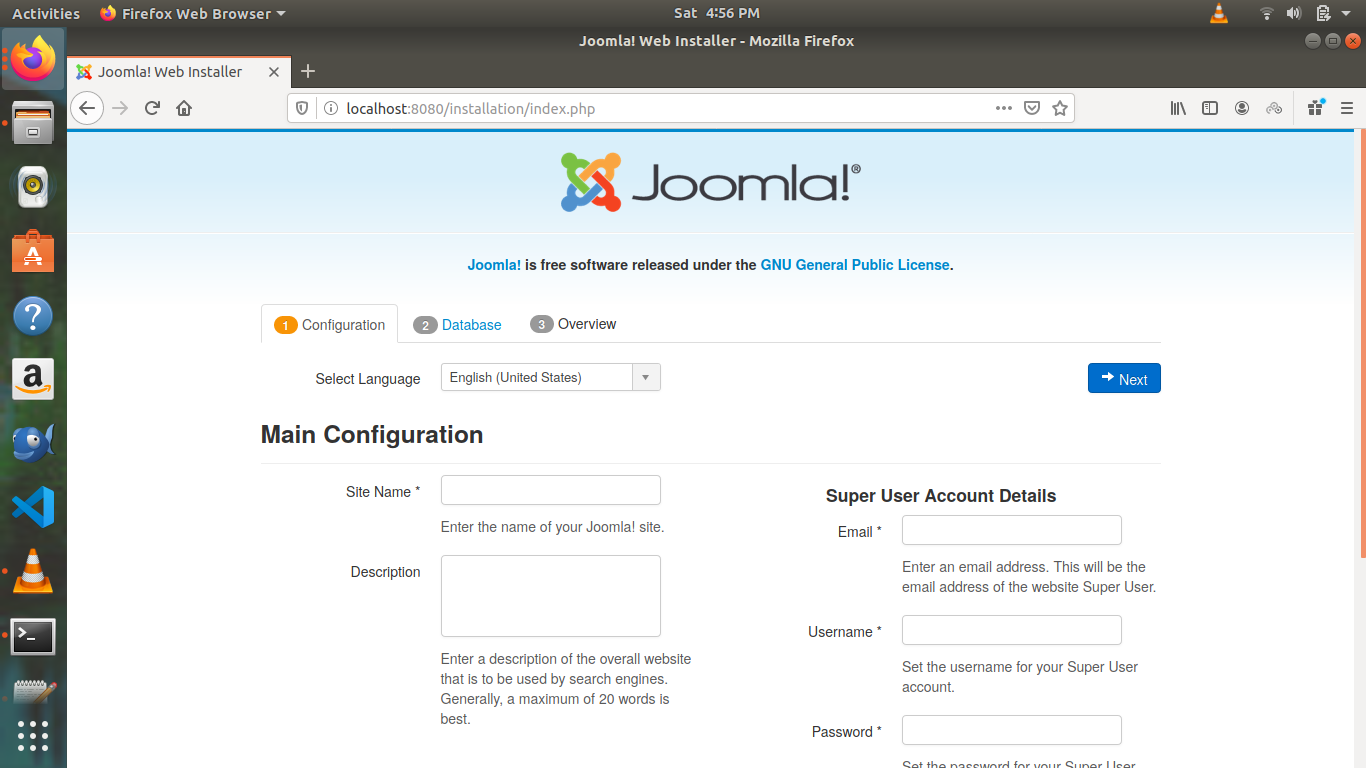 Activities Firefox Web Browser Sat 4:56 PM
Joomla! Web Installer - Mozilla Firefox
Joomla! Web Installer
localhost:8080/installation/index.php
Joomla!®
Joomla! is free software released under the GNU General Public License.
1 Configuration 2 Database 3 Overview
Select Language English (United States) Next
Main Configuration
Site Name *
Enter the name of your Joomla! site.
Description
Enter a description of the overall website
that is to be used by search engines.
Generally, a maximum of 20 words is
best.
Super User Account Details
Email *
Enter an email address. This will be the
email address of the website Super User.
Username *
Set the username for your Super User
account.
Password *
Set the password for your Super User